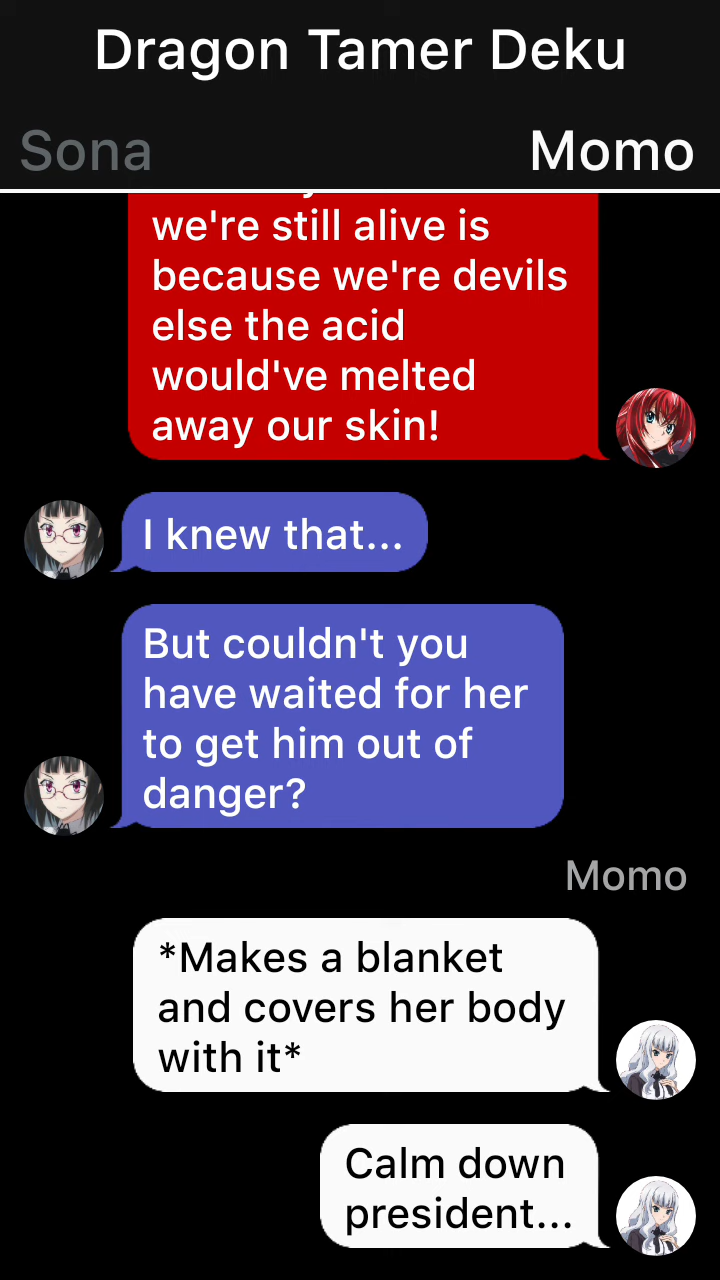 Dragon Tamer Deku
Sona
Momo
we're still alive is
because we're devils
else the acid
would've melted
away our skin!
I knew that...
But couldn't you
have waited for her
to get him out of
danger?
Momo
*Makes a blanket
and covers her body
with it*
Calm down
president...